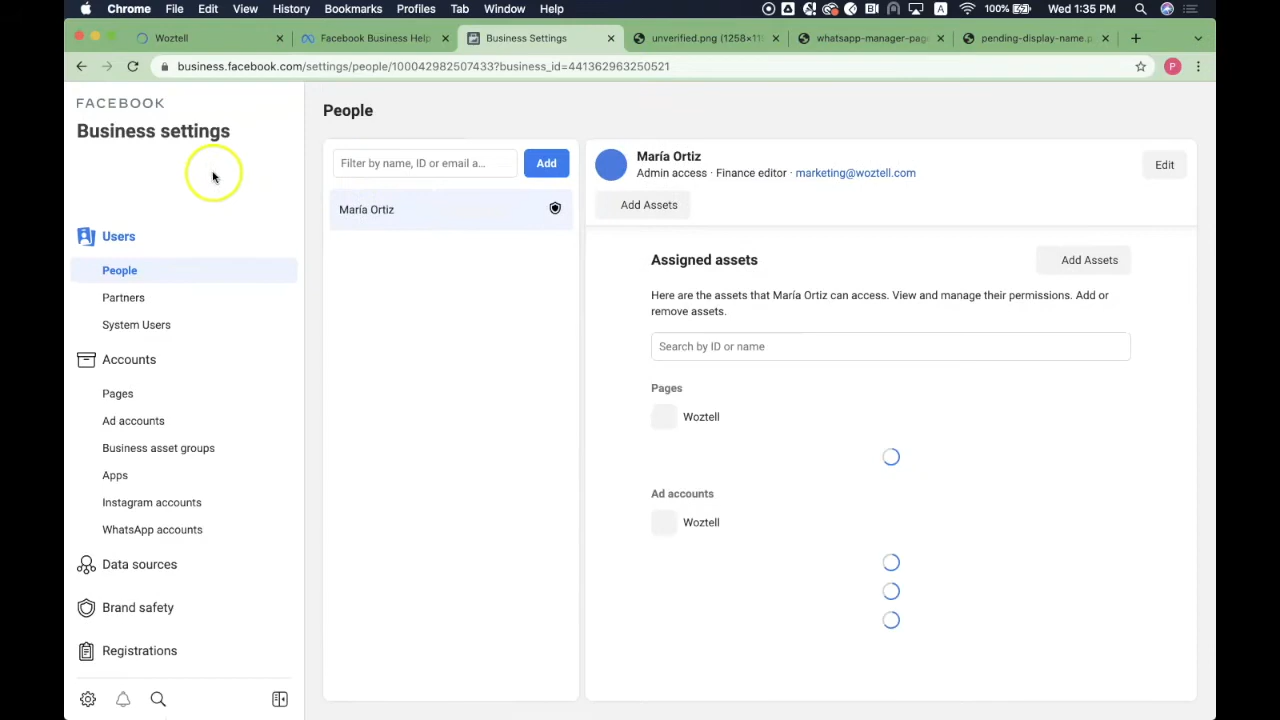 Chrome File Edit View History Bookmarks Profiles Tab Window Help
100% Wed 1:35 PM
Woztell
Facebook Business Help
Business Settings
unverified.png (1258×11
whatsapp-manager-pag
pending-display-name.p
business.facebook.com/settings/people/100042982507433?business_id=441362963250521
P
FACEBOOK
Business settings
Users
People
Partners
System Users
Accounts
Pages
Ad accounts
Business asset groups
Apps
Instagram accounts
WhatsApp accounts
Data sources
Brand safety
Registrations
People
Filter by name, ID or email a...
Add
María Ortiz
María Ortiz
Admin access · Finance editor · marketing@woztell.com
Edit
Add Assets
Assigned assets
Add Assets
Here are the assets that María Ortiz can access. View and manage their permissions. Add or
remove assets.
Search by ID or name
Pages
Woztell
Ad accounts
Woztell